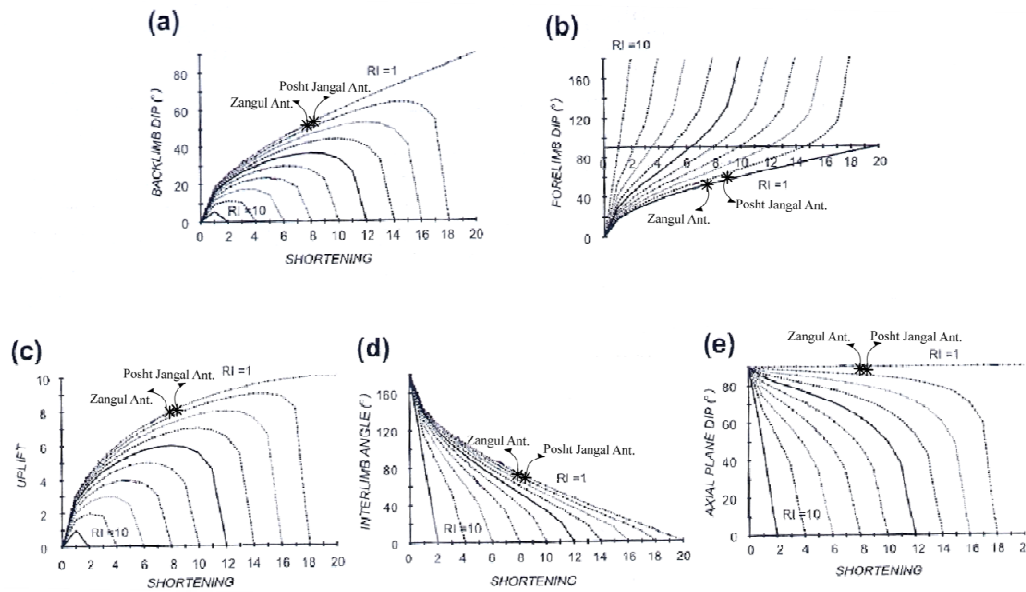 (a)
BACKLIMB DIP (°)
80
60
40
20
0
RI =1
Posht Jangal Ant.
Zangul Ant.
RI =10
0 2 4 6 8 10 12 14 16 18 20
SHORTENING
(b)
RI =10
FORELIMB DIP (°)
160
120
80
40
0
0 2 4 6 8 10 12 14 16 18 20
RI =1
Zangul Ant.
Posht Jangal Ant.
(c)
UPLIFT
10
8
6
4
2
0
Posht Jangal Ant.
RI =1
Zangul Ant.
RI =10
0 2 4 6 8 10 12 14 16 18 20
SHORTENING
(d)
INTERLIMB ANGLE (°)
160
120
80
40
0
Zangul Ant.
Posht Jangal Ant.
RI =1
RI =10
0 2 4 6 8 10 12 14 16 18 20
SHORTENING
(e)
AXIAL PLANE DIP (°)
80
60
40
20
0
Zangul Ant.
Posht Jangal Ant.
RI =1
RI =10
0 2 4 6 8 10 12 14 16 18
SHORTENING